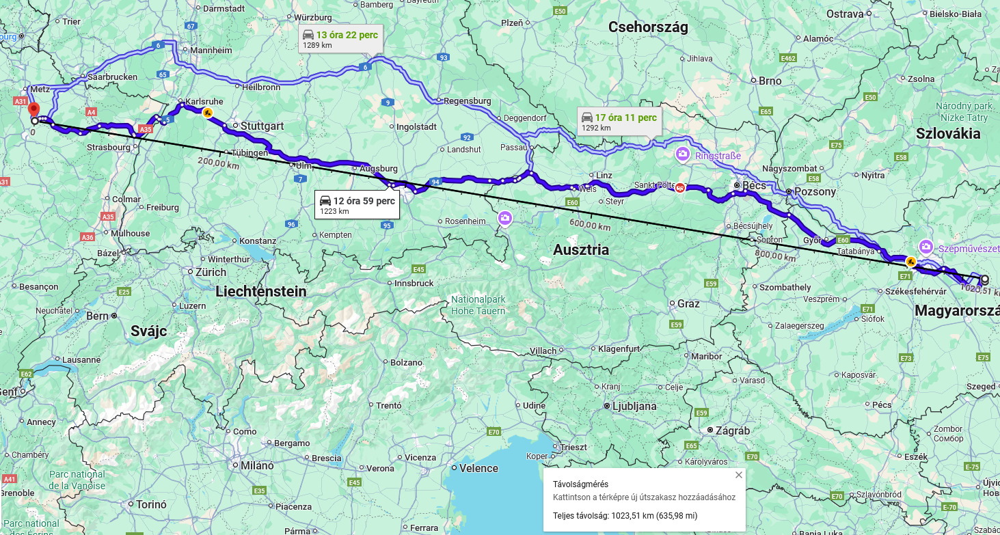 Darmstadt
Bamberg
Bayreuth
E50
Ostrava
Bielsko-Biała
Trier
67
Würzburg
Plzeň
Csehország
13 óra 22 perc
1289 km
Alamóc
6
Mannheim
6
93
Jihlava
E462
65
Saarbrucken
Heilbronn
Brno
Zsolna
Metz
A31
Karlsruhe
9
Regensburg
E50
A4
E65
Národný park
Nízke Tatry
5
A35
Stuttgart
Ingolstadt
Deggendorf
17 óra 11 perc
1292 km
0
Szlovákia
Strasbourg
92
Landshut
Passau
E75
Tübingen
Ringstraße
E58
200,00 km
Ulm
Augsburg
Nagyszombat
Nyitra
A31
7
94
Linz
E58
Wels
Sankt Pölten
Bécs
Pozsony
Colmar
12 óra 59 perc
1223 km
E60
Steyr
Freiburg
A35
96
95
Rosenheim
600,00 km
Bécsújhely
Mulhouse
A36
Konstanz
Kempten
Sopron
Győr
E60
Bázel
Ausztria
800,00 km
Tatabánya
Szépművészet
Winterthur
Zürich
E45
E71
Besançon
E25
Liechtenstein
Innsbruck
E59
Szombathely
Székesfehérvár
1023,51 km
Luzern
Nationalpark
Hohe Tauern
Graz
Veszprém
Neuchâtel
Bern
E71
Magyarorszá
Svájc
E59
Zalaegerszeg
Siófok
Lausanne
Villach
Klagenfurt
Maribor
E73
E75
E62
Bolzano
Kaposvár
Genf
Varasd
Kranj
Celje
Szeged
Trentó
Udine
Ljubljana
Pécs
Annecy
E59
Como
E70
Zágráb
Zombor
Сомбор
Bergamo
Trieszt
E65
Chambéry
Brescia
Vicenza
Koper
Károlyváros
E70
Eszék
Milánó
Verona
Velence
E-75
Parc national
de la Vanoise
A41
E45
Távolságmérés
Kattintson a térképre új útszakasz hozzáadásához
Teljes távolság: 1023,51 km (635,98 mi)
Grenoble
E35
E70
Szlavónbród
Torinó
Piacenza
E-70
Parc national
des Écrins
Párma
Ferrara
Banja Luka